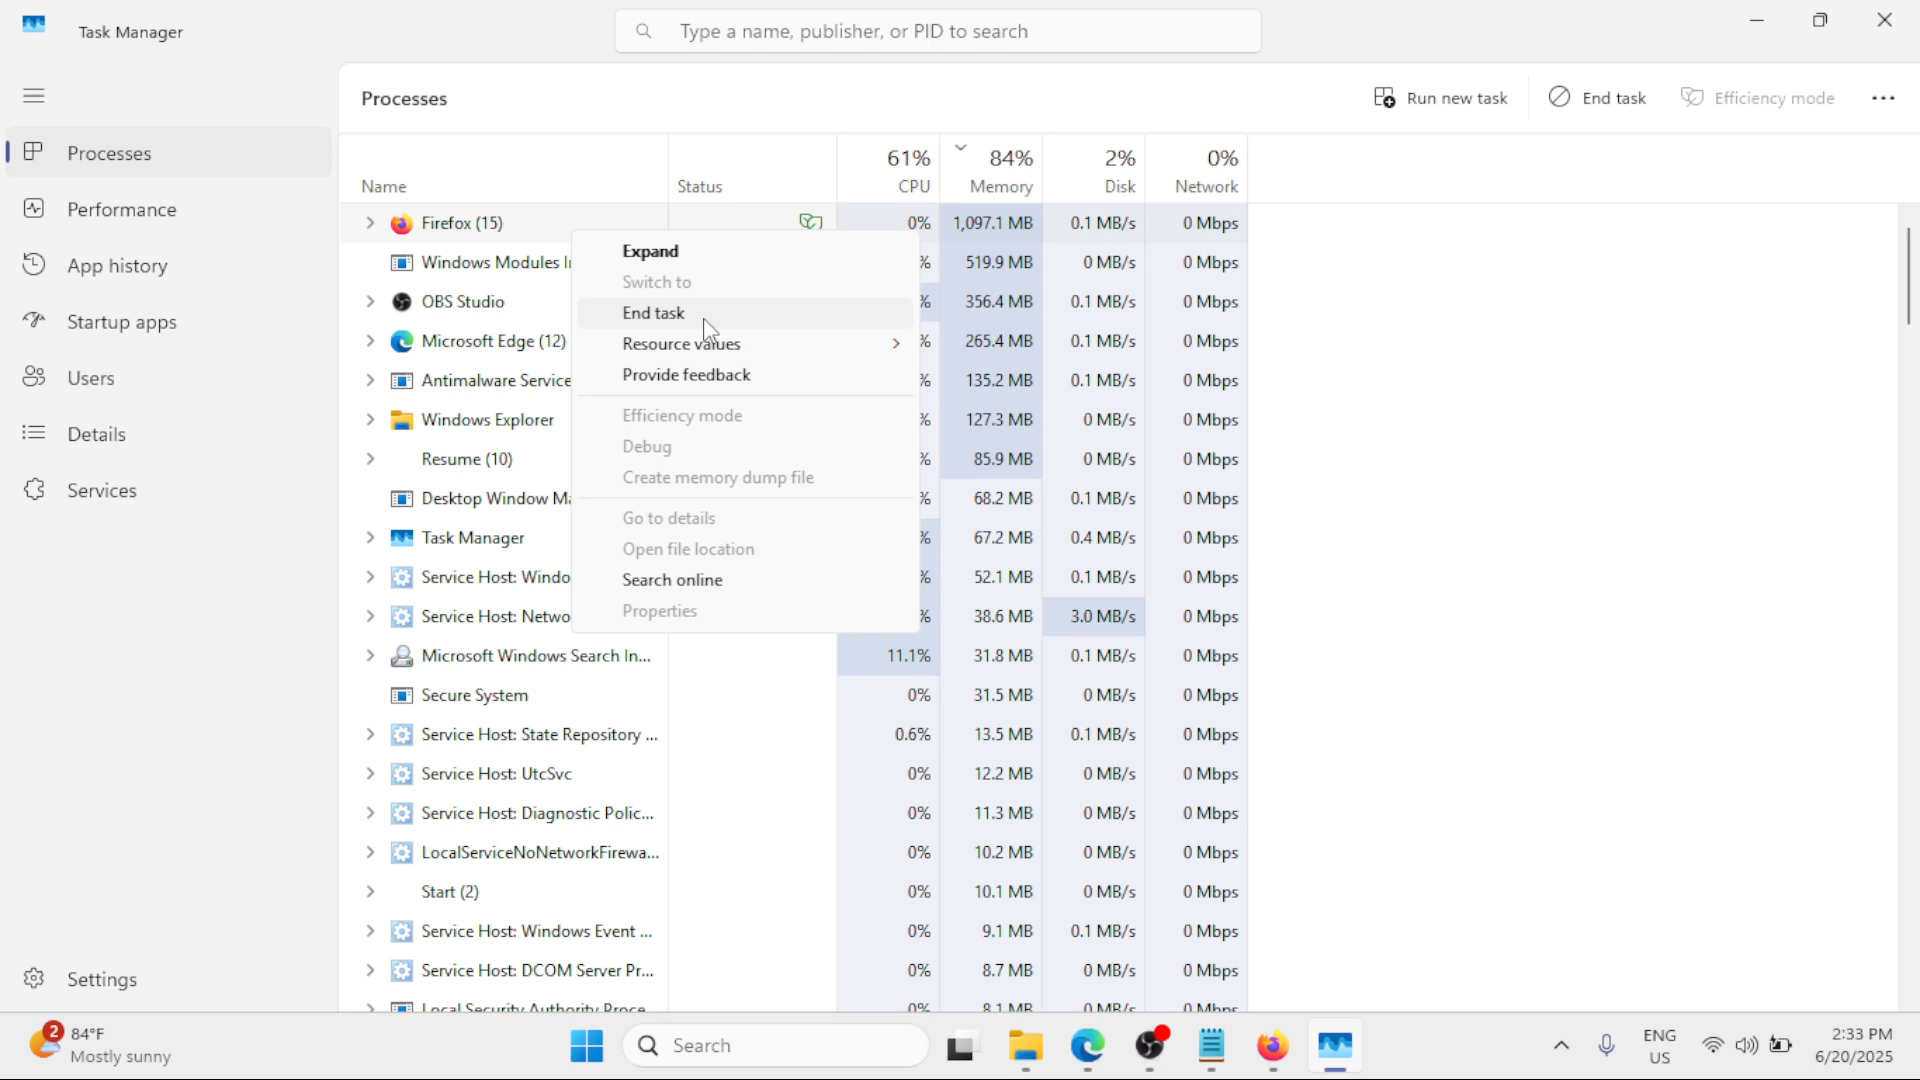 Task Manager
Type a name, publisher, or PID to search
Processes
Run new task
End task
Efficiency mode
Processes
Performance
App history
Startup apps
Users
Details
Services
Settings
61% 84% 2% 0%
Name Status CPU Memory Disk Network
Firefox (15) 0% 1,097.1 MB 0.1 MB/s 0 Mbps
Windows Modules % 519.9 MB 0 MB/s 0 Mbps
OBS Studio % 356.4 MB 0.1 MB/s 0 Mbps
Microsoft Edge (12) % 265.4 MB 0.1 MB/s 0 Mbps
Antimalware Service % 135.2 MB 0.1 MB/s 0 Mbps
Windows Explorer % 127.3 MB 0 MB/s 0 Mbps
Resume (10) % 85.9 MB 0 MB/s 0 Mbps
Desktop Window % 68.2 MB 0.1 MB/s 0 Mbps
Task Manager % 67.2 MB 0.4 MB/s 0 Mbps
Service Host: Windo % 52.1 MB 0.1 MB/s 0 Mbps
Service Host: Netwo % 38.6 MB 3.0 MB/s 0 Mbps
Microsoft Windows Search In... 11.1% 31.8 MB 0.1 MB/s 0 Mbps
Secure System 0% 31.5 MB 0 MB/s 0 Mbps
Service Host: State Repository ... 0.6% 13.5 MB 0.1 MB/s 0 Mbps
Service Host: UtcSvc 0% 12.2 MB 0 MB/s 0 Mbps
Service Host: Diagnostic Polic... 0% 11.3 MB 0 MB/s 0 Mbps
LocalServiceNoNetworkFirewa... 0% 10.2 MB 0 MB/s 0 Mbps
Start (2) 0% 10.1 MB 0 MB/s 0 Mbps
Service Host: Windows Event ... 0% 9.1 MB 0.1 MB/s 0 Mbps
Service Host: DCOM Server Pr... 0% 8.7 MB 0 MB/s 0 Mbps
Local Security Authority Proce... 0% 8.1 MB 0 MB/s 0 Mbps
Expand
Switch to
End task
Resource values
Provide feedback
Efficiency mode
Debug
Create memory dump file
Go to details
Open file location
Search online
Properties
2
84°F
Mostly sunny
Search
ENG
US
2:33 PM
6/20/2025